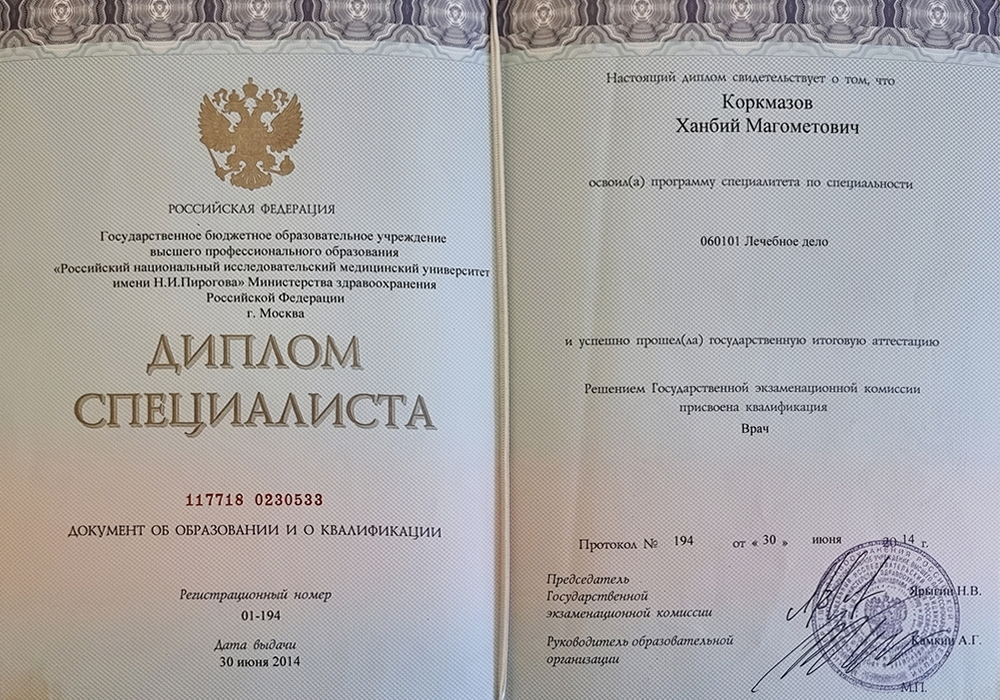 РОССИЙСКАЯ ФЕДЕРАЦИЯ
Государственное бюджетное образовательное учреждение
высшего профессионального образования
«Российский национальный исследовательский медицинский университет
имени Н.И.Пирогова» Министерства здравоохранения
Российской Федерации
г. Москва
ДИПЛОМ
СПЕЦИАЛИСТА
117718 0230533
ДОКУМЕНТ ОБ ОБРАЗОВАНИИ И О КВАЛИФИКАЦИИ
Регистрационный номер
01-194
Дата выдачи
30 июня 2014
Настоящий диплом свидетельствует о том, что
Коркмазов
Ханбий Магометович
освоил(а) программу специалитета по специальности
060101 Лечебное дело
и успешно прошел(ла) государственную итоговую аттестацию
Решением Государственной экзаменационной комиссии
присвоена квалификация
Врач
Протокол № 194 от « 30 » июня 20 14 г.
Председатель
Государственной
экзаменационной комиссии
Ярыгин Н.В.
Руководитель образовательной
организации
Камкин А.Г.
М.П.